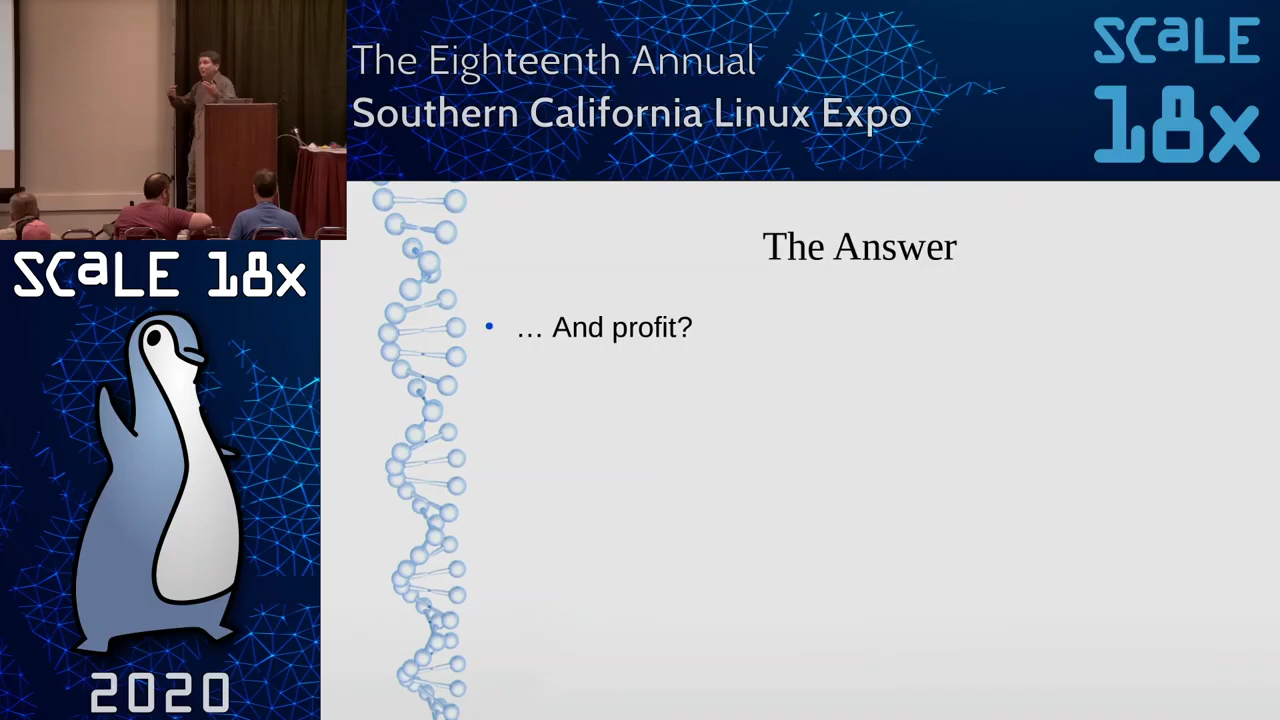 The Eighteenth Annual
Southern California Linux Expo
SCaLE
18x
SCaLE 18x
2020
The Answer
• … And profit?